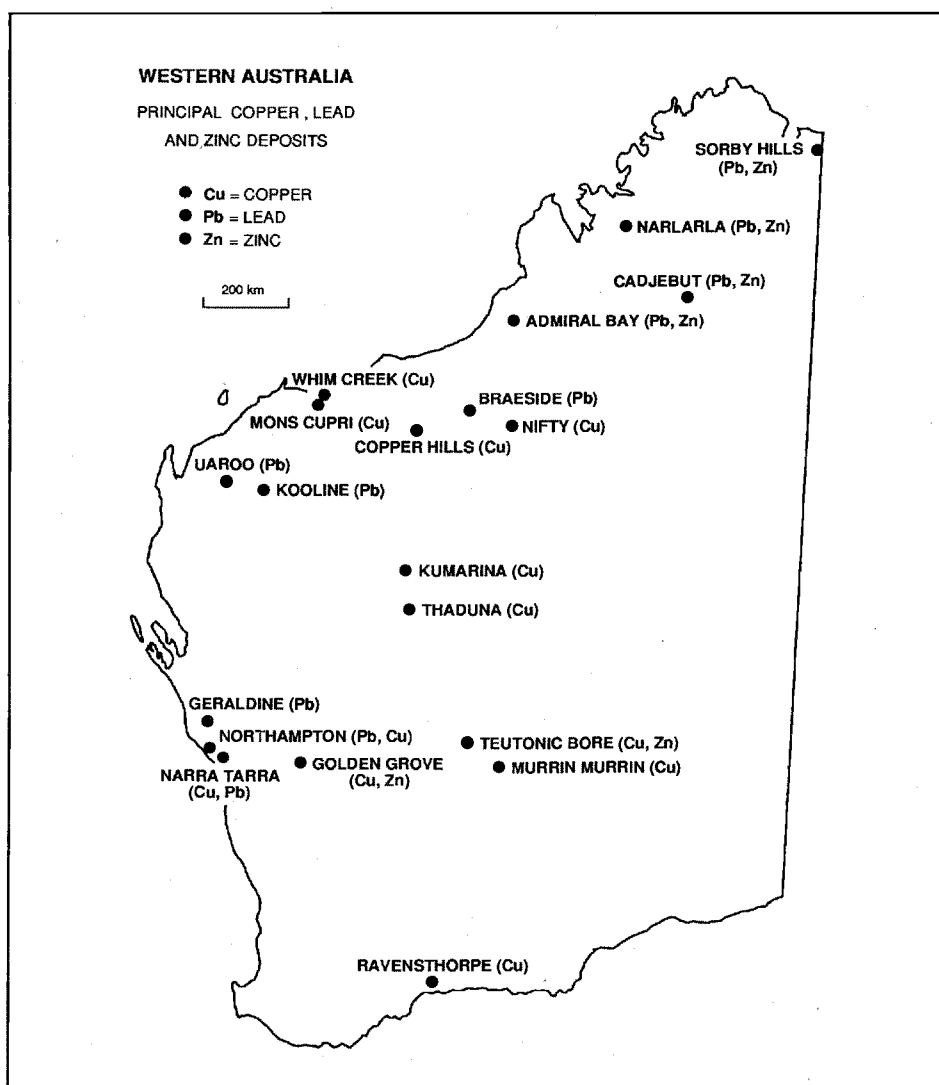 WESTERN AUSTRALIA
PRINCIPAL COPPER, LEAD
AND ZINC DEPOSITS
Cu = COPPER
Pb = LEAD
Zn = ZINC
200 km
SORBY HILLS
(Pb, Zn)
NARLARLA (Pb, Zn)
CADJEBUT (Pb, Zn)
ADMIRAL BAY (Pb, Zn)
WHIM CREEK (Cu)
MONS CUPRI (Cu)
BRAESIDE (Pb)
NIFTY (Cu)
COPPER HILLS (Cu)
UAROO (Pb)
KOOLINE (Pb)
KUMARINA (Cu)
THADUNA (Cu)
GERALDINE (Pb)
NORTHAMPTON (Pb, Cu)
NARRA TARRA
(Cu, Pb)
GOLDEN GROVE
(Cu, Zn)
TEUTONIC BORE (Cu, Zn)
MURRIN MURRIN (Cu)
RAVENSTHORPE (Cu)